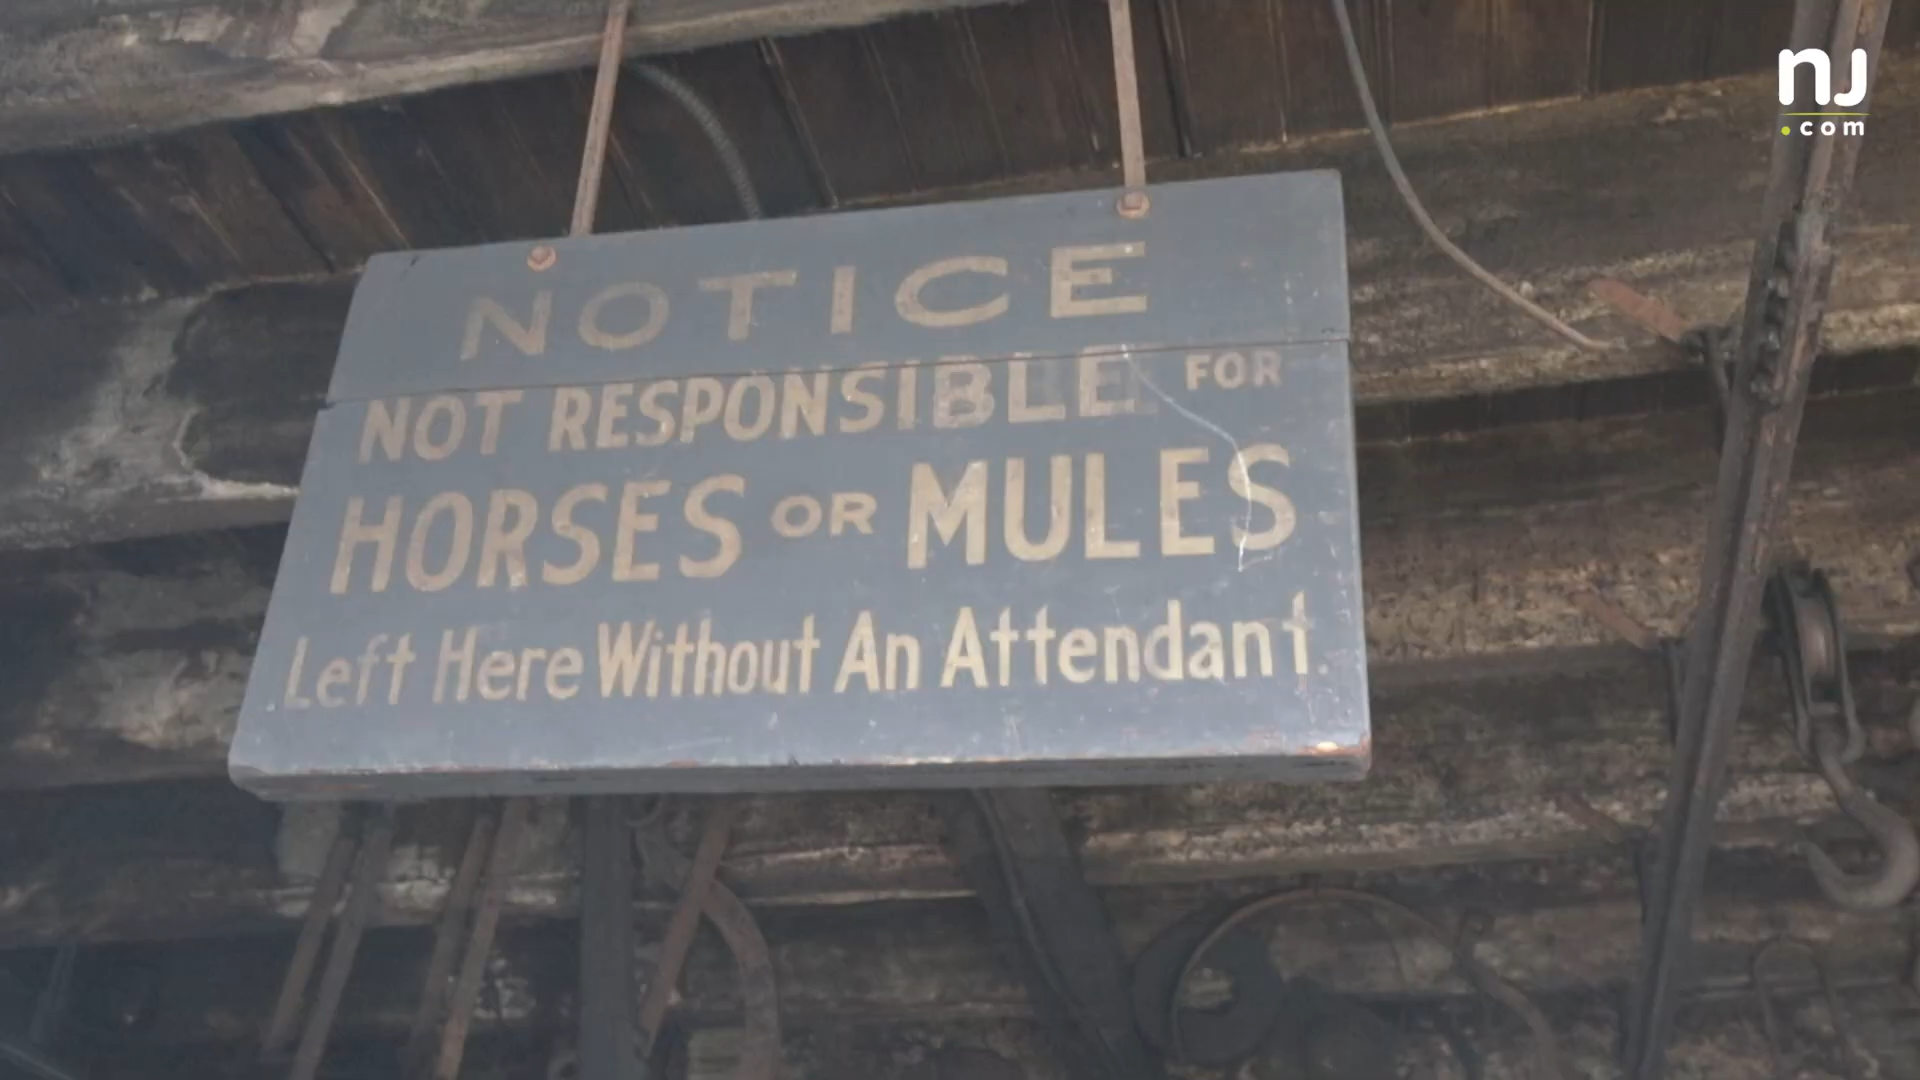 nj
.com
NOTICE
NOT RESPONSIBLE FOR
HORSES OR MULES
Left Here Without An Attendant.